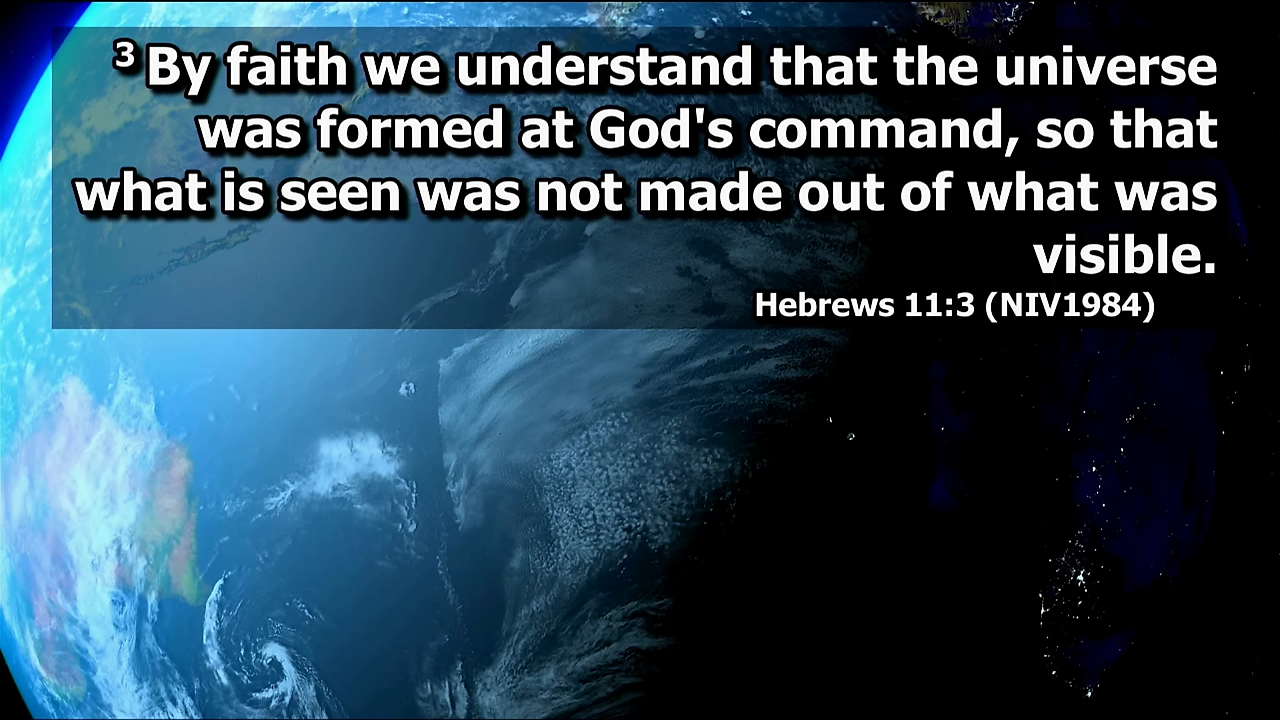 ³ By faith we understand that the universe
was formed at God's command, so that
what is seen was not made out of what was
visible.
Hebrews 11:3 (NIV1984)